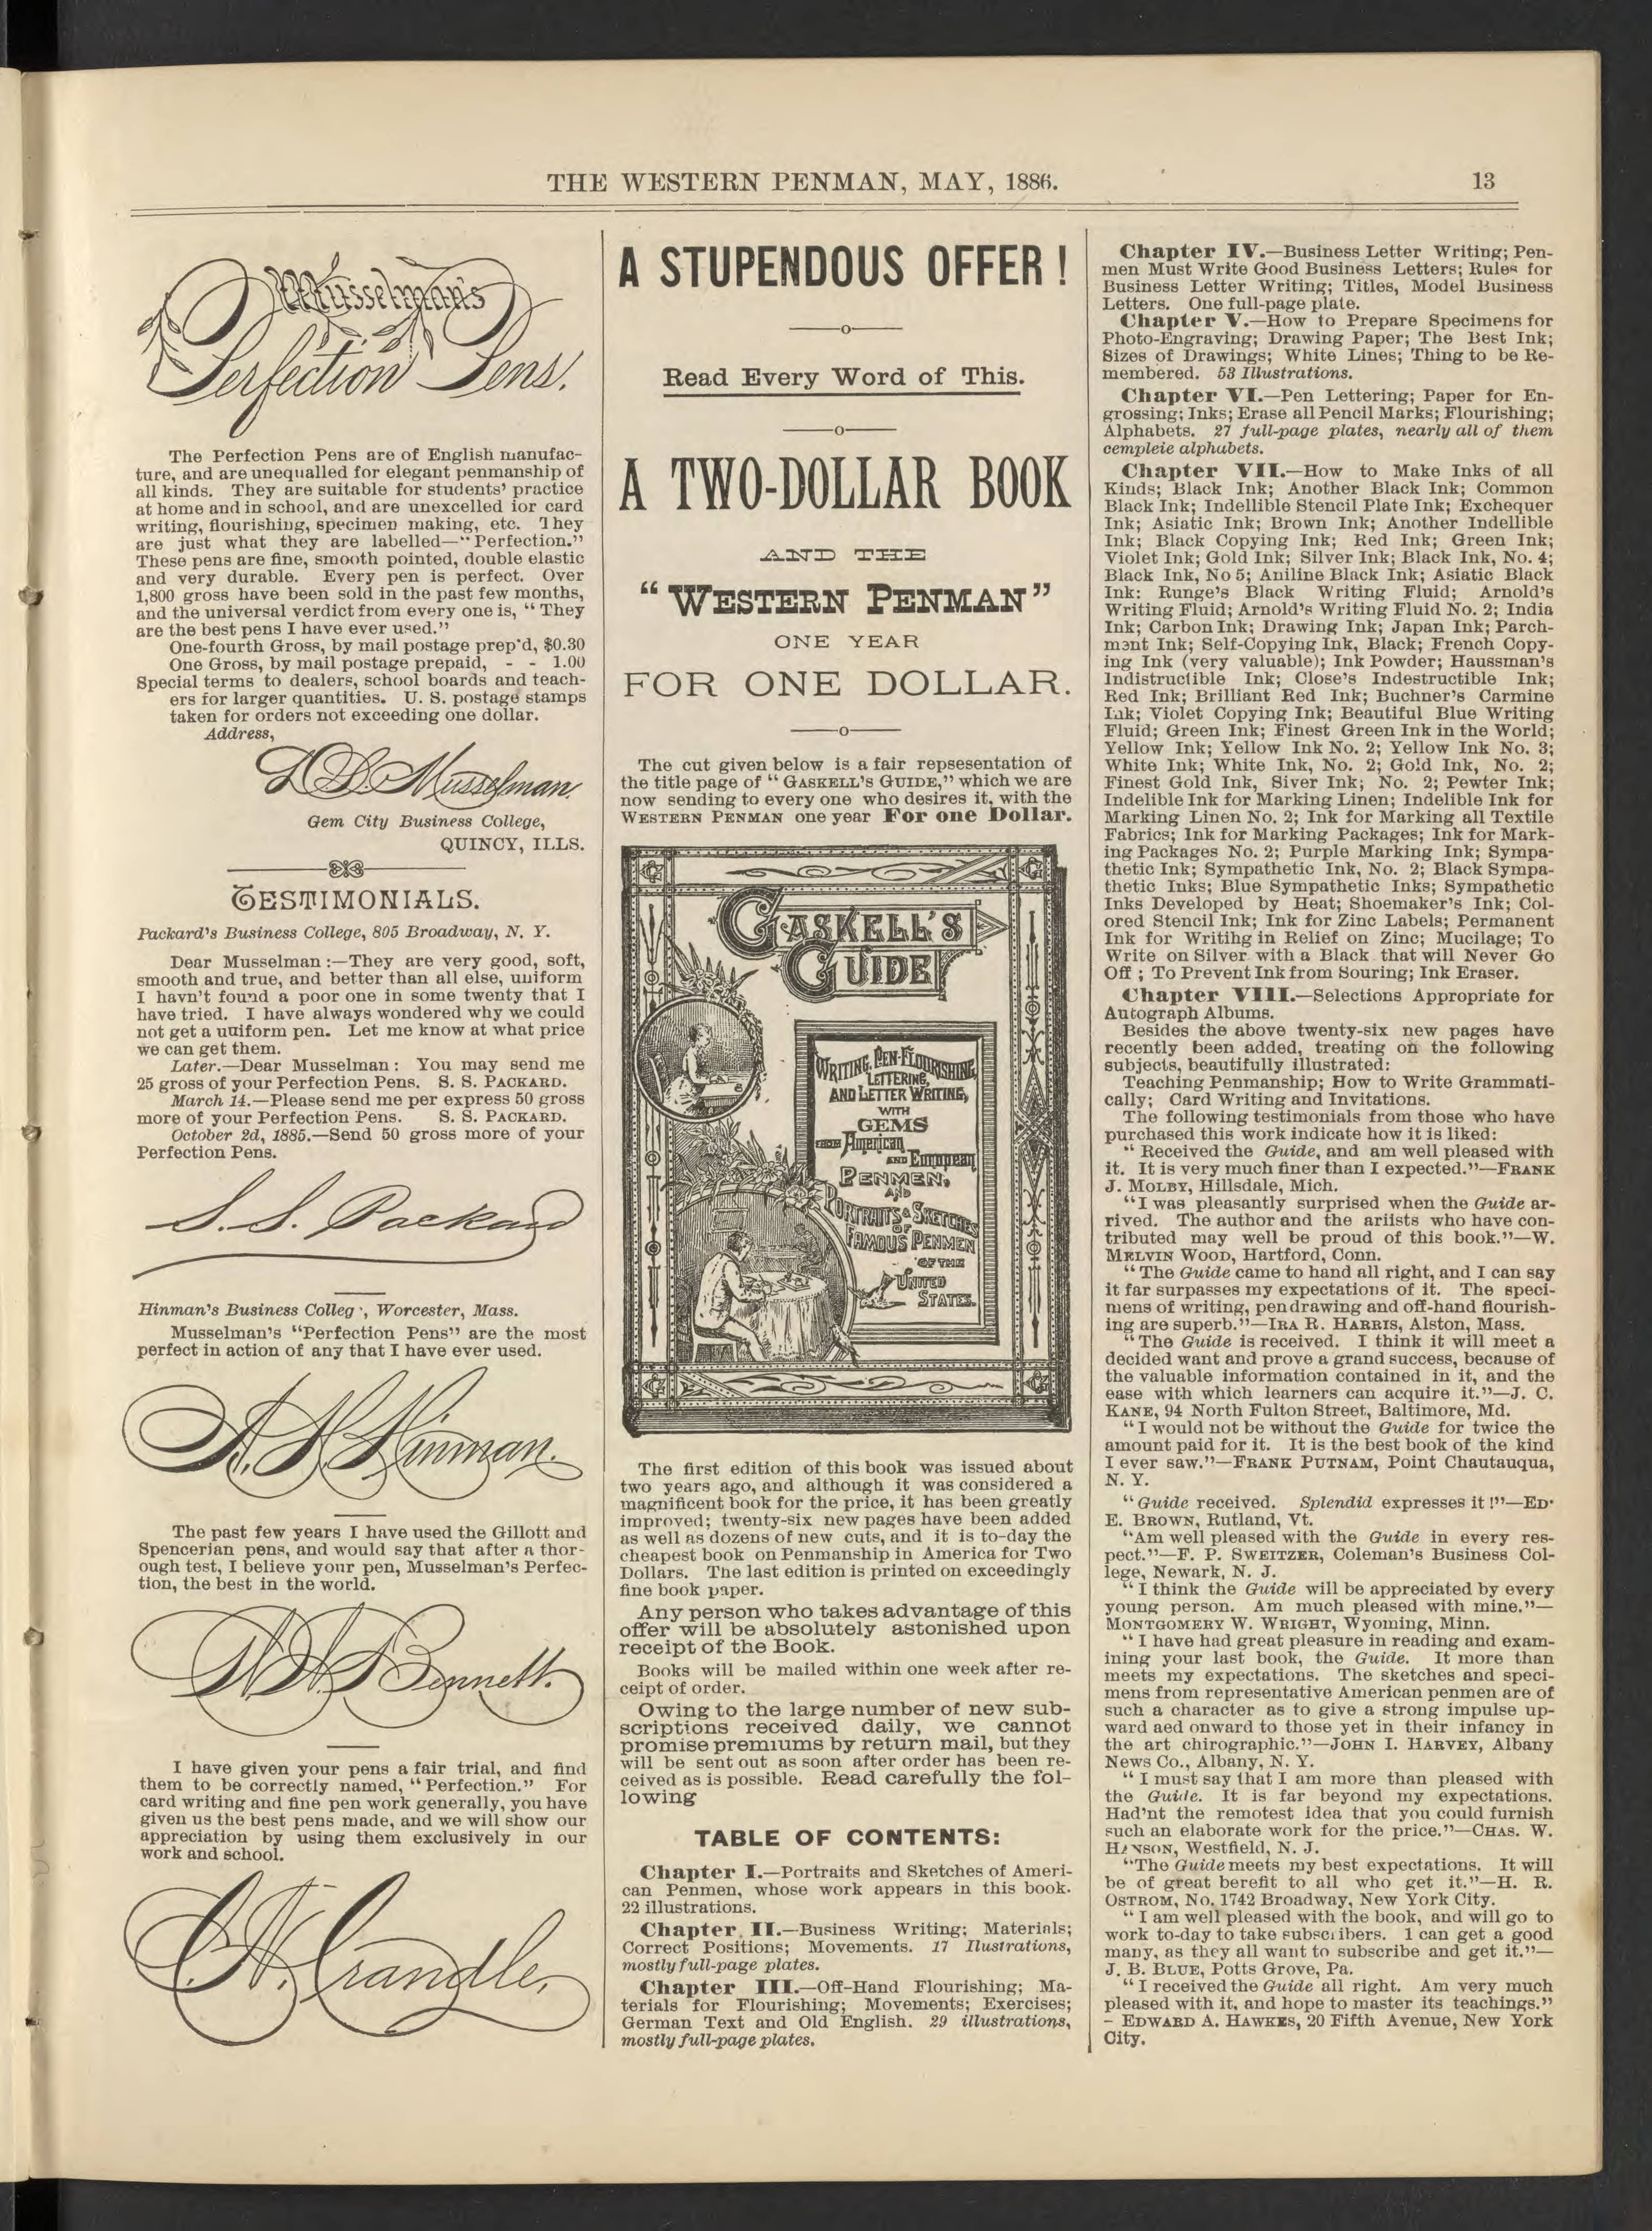 THE WESTERN PENMAN, MAY, 1886.
13
Musselman's
Perfection Pens.
The Perfection Pens are of English manufac-
ture, and are unequalled for elegant penmanship of
all kinds. They are suitable for students' practice
at home and in school, and are unexcelled ior card
writing, flourishing, specimen making, etc. They
are just what they are labelled—"Perfection."
These pens are fine, smooth pointed, double elastic
and very durable. Every pen is perfect. Over
1,800 gross have been sold in the past few months,
and the universal verdict from every one is, "They
are the best pens I have ever used."
One-fourth Gross, by mail postage prep'd, $0.30
One Gross, by mail postage prepaid, - - 1.00
Special terms to dealers, school boards and teach-
ers for larger quantities. U. S. postage stamps
taken for orders not exceeding one dollar.
Address,
D. L. Musselman.
Gem City Business College,
QUINCY, ILLS.
TESTIMONIALS.
Packard's Business College, 805 Broadway, N. Y.
Dear Musselman:—They are very good, soft,
smooth and true, and better than all else, uniform
I havn't found a poor one in some twenty that I
have tried. I have always wondered why we could
not get a uniform pen. Let me know at what price
we can get them.
Later.—Dear Musselman: You may send me
25 gross of your Perfection Pens. S. S. PACKARD.
March 14.—Please send me per express 50 gross
more of your Perfection Pens. S. S. PACKARD.
October 2d, 1885.—Send 50 gross more of your
Perfection Pens.
S. S. Packard
Hinman's Business Colleg, Worcester, Mass.
Musselman's "Perfection Pens" are the most
perfect in action of any that I have ever used.
A. H. Hinman.
The past few years I have used the Gillott and
Spencerian pens, and would say that after a thor-
ough test, I believe your pen, Musselman's Perfec-
tion, the best in the world.
Bennett.
I have given your pens a fair trial, and find
them to be correctly named, "Perfection." For
card writing and fine pen work generally, you have
given us the best pens made, and we will show our
appreciation by using them exclusively in our
work and school.
C. N. Crandle,
A STUPENDOUS OFFER!
Read Every Word of This.
A TWO-DOLLAR BOOK
AND THE
"WESTERN PENMAN"
ONE YEAR
FOR ONE DOLLAR.
The cut given below is a fair repsesentation of
the title page of "GASKELL'S GUIDE," which we are
now sending to every one who desires it, with the
WESTERN PENMAN one year For one Dollar.
GASKELL'S
GUIDE
WRITING, PEN-FLOURISHING,
LETTERING,
AND LETTER WRITING,
WITH
GEMS
FROM American
AND European
PENMEN,
AND
PORTRAITS & SKETCHES
OF
FAMOUS PENMEN
OF THE
UNITED
STATES.
The first edition of this book was issued about
two years ago, and although it was considered a
magnificent book for the price, it has been greatly
improved; twenty-six new pages have been added
as well as dozens of new cuts, and it is to-day the
cheapest book on Penmanship in America for Two
Dollars. The last edition is printed on exceedingly
fine book paper.
Any person who takes advantage of this
offer will be absolutely astonished upon
receipt of the Book.
Books will be mailed within one week after re-
ceipt of order.
Owing to the large number of new sub-
scriptions received daily, we cannot
promise premiums by return mail, but they
will be sent out as soon after order has been re-
ceived as is possible. Read carefully the fol-
lowing
TABLE OF CONTENTS:
Chapter I.—Portraits and Sketches of Ameri-
can Penmen, whose work appears in this book.
22 illustrations.
Chapter II.—Business Writing; Materials;
Correct Positions; Movements. 17 Ilustrations,
mostly full-page plates.
Chapter III.—Off-Hand Flourishing; Ma-
terials for Flourishing; Movements; Exercises;
German Text and Old English. 29 illustrations,
mostly full-page plates.
Chapter IV.—Business Letter Writing; Pen-
men Must Write Good Business Letters; Rules for
Business Letter Writing; Titles, Model Business
Letters. One full-page plate.
Chapter V.—How to Prepare Specimens for
Photo-Engraving; Drawing Paper; The Best Ink;
Sizes of Drawings; White Lines; Thing to be Re-
membered. 53 Illustrations.
Chapter VI.—Pen Lettering; Paper for En-
grossing; Inks; Erase all Pencil Marks; Flourishing;
Alphabets. 27 full-page plates, nearly all of them
cempleie alphabets.
Chapter VII.—How to Make Inks of all
Kinds; Black Ink; Another Black Ink; Common
Black Ink; Indellible Stencil Plate Ink; Exchequer
Ink; Asiatic Ink; Brown Ink; Another Indellible
Ink; Black Copying Ink; Red Ink; Green Ink;
Violet Ink; Gold Ink; Silver Ink; Black Ink, No. 4;
Black Ink, No 5; Aniline Black Ink; Asiatic Black
Ink: Runge's Black Writing Fluid; Arnold's
Writing Fluid; Arnold's Writing Fluid No. 2; India
Ink; Carbon Ink; Drawing Ink; Japan Ink; Parch-
ment Ink; Self-Copying Ink, Black; French Copy-
ing Ink (very valuable); Ink Powder; Haussman's
Indistructible Ink; Close's Indestructible Ink;
Red Ink; Brilliant Red Ink; Buchner's Carmine
Ink; Violet Copying Ink; Beautiful Blue Writing
Fluid; Green Ink; Finest Green Ink in the World;
Yellow Ink; Yellow Ink No. 2; Yellow Ink No. 3;
White Ink; White Ink, No. 2; Gold Ink, No. 2;
Finest Gold Ink, Siver Ink; No. 2; Pewter Ink;
Indelible Ink for Marking Linen; Indelible Ink for
Marking Linen No. 2; Ink for Marking all Textile
Fabrics; Ink for Marking Packages; Ink for Mark-
ing Packages No. 2; Purple Marking Ink; Sympa-
thetic Ink; Sympathetic Ink, No. 2; Black Sympa-
thetic Inks; Blue Sympathetic Inks; Sympathetic
Inks Developed by Heat; Shoemaker's Ink; Col-
ored Stencil Ink; Ink for Zinc Labels; Permanent
Ink for Writihg in Relief on Zinc; Mucilage; To
Write on Silver with a Black that will Never Go
Off; To Prevent Ink from Souring; Ink Eraser.
Chapter VIII.—Selections Appropriate for
Autograph Albums.
Besides the above twenty-six new pages have
recently been added, treating on the following
subjects, beautifully illustrated:
Teaching Penmanship; How to Write Grammati-
cally; Card Writing and Invitations.
The following testimonials from those who have
purchased this work indicate how it is liked:
"Received the Guide, and am well pleased with
it. It is very much finer than I expected."—FRANK
J. MOLBY, Hillsdale, Mich.
"I was pleasantly surprised when the Guide ar-
rived. The author and the ariists who have con-
tributed may well be proud of this book."—W.
MELVIN WOOD, Hartford, Conn.
"The Guide came to hand all right, and I can say
it far surpasses my expectations of it. The speci-
mens of writing, pen drawing and off-hand flourish-
ing are superb."—IRA R. HARRIS, Alston, Mass.
"The Guide is received. I think it will meet a
decided want and prove a grand success, because of
the valuable information contained in it, and the
ease with which learners can acquire it."—J. C.
KANE, 94 North Fulton Street, Baltimore, Md.
"I would not be without the Guide for twice the
amount paid for it. It is the best book of the kind
I ever saw."—FRANK PUTNAM, Point Chautauqua,
N. Y.
"Guide received. Splendid expresses it!"—ED.
E. BROWN, Rutland, Vt.
"Am well pleased with the Guide in every res-
pect."—F. P. SWEITZER, Coleman's Business Col-
lege, Newark, N. J.
"I think the Guide will be appreciated by every
young person. Am much pleased with mine."—
MONTGOMERY W. WRIGHT, Wyoming, Minn.
"I have had great pleasure in reading and exam-
ining your last book, the Guide. It more than
meets my expectations. The sketches and speci-
mens from representative American penmen are of
such a character as to give a strong impulse up-
ward aed onward to those yet in their infancy in
the art chirographic."—JOHN I. HARVEY, Albany
News Co., Albany, N. Y.
"I must say that I am more than pleased with
the Guide. It is far beyond my expectations.
Had'nt the remotest idea that you could furnish
such an elaborate work for the price."—CHAS. W.
HANSON, Westfield, N. J.
"The Guide meets my best expectations. It will
be of great berefit to all who get it."—H. R.
OSTROM, No. 1742 Broadway, New York City.
"I am well pleased with the book, and will go to
work to-day to take subscribers. I can get a good
many, as they all want to subscribe and get it."—
J. B. BLUE, Potts Grove, Pa.
"I received the Guide all right. Am very much
pleased with it, and hope to master its teachings."
- EDWARD A. HAWKES, 20 Fifth Avenue, New York
City.